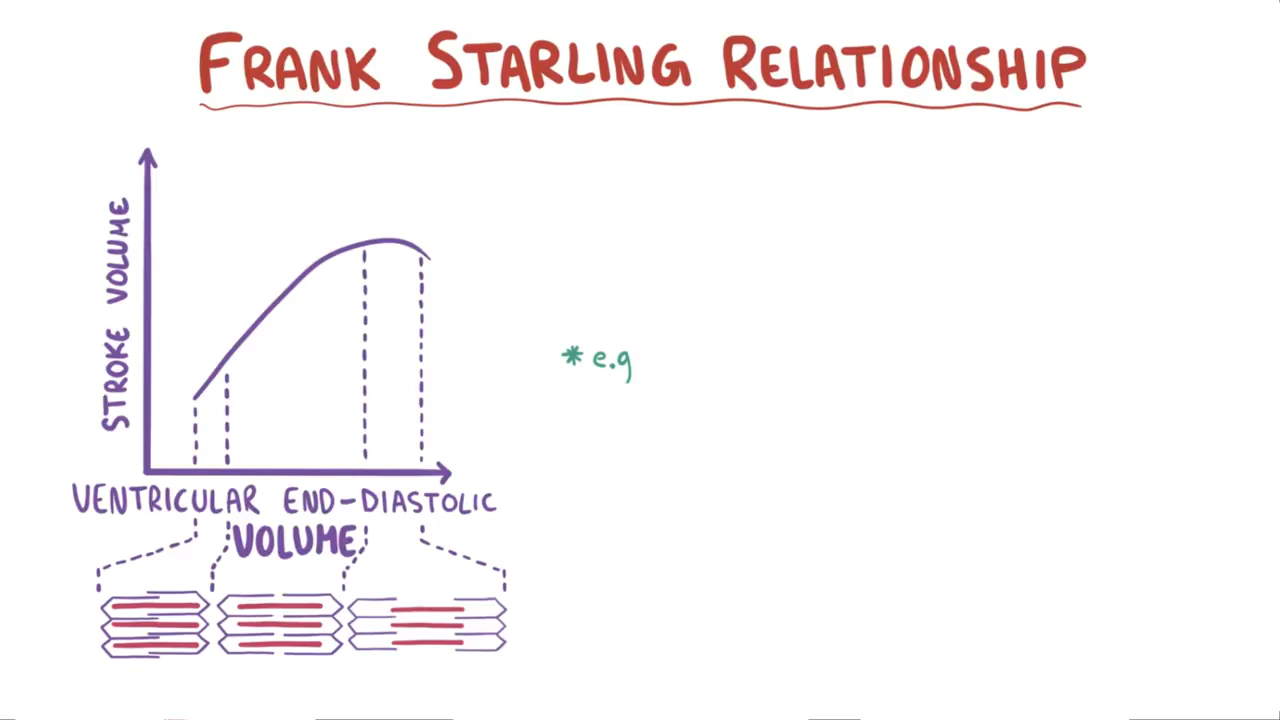 FRANK STARLING RELATIONSHIP
STROKE VOLUME
* e.g
VENTRICULAR END-DIASTOLIC
VOLUME